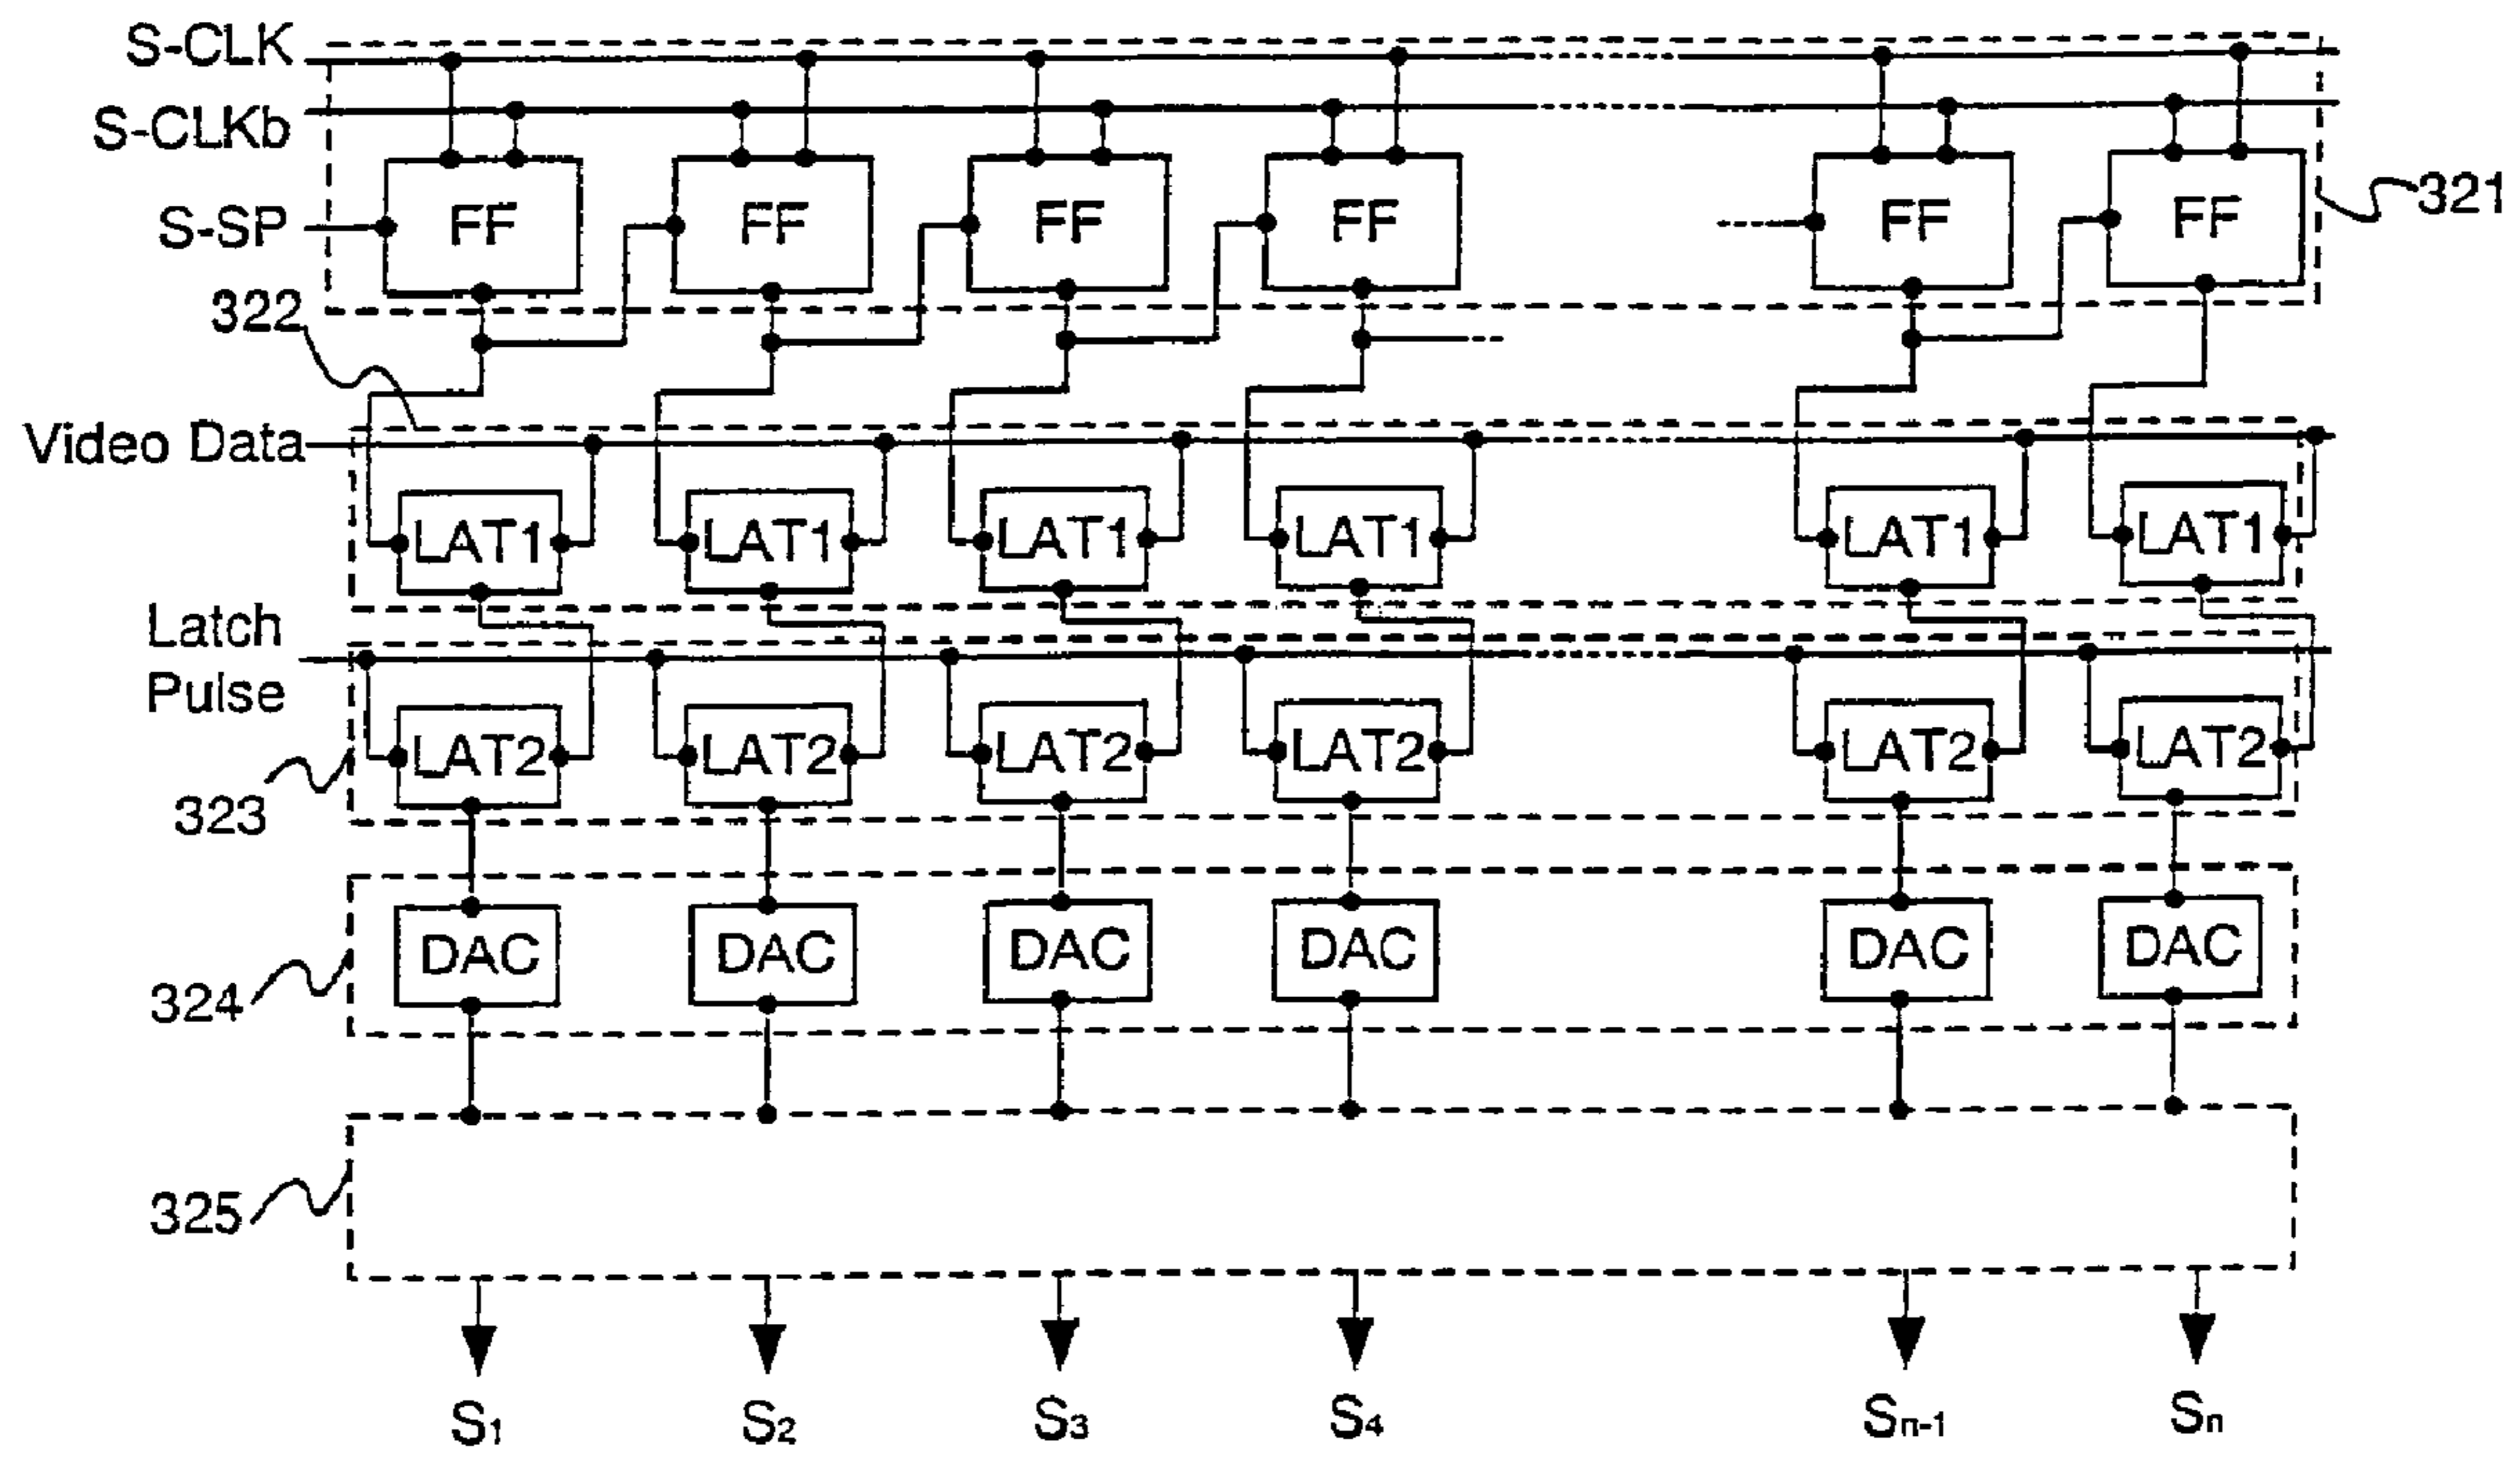 S-CLK
S-CLKb
S-SP
FF FF FF FF FF FF
321
322
Video Data
LAT1 LAT1 LAT1 LAT1 LAT1 LAT1
Latch
Pulse
LAT2 LAT2 LAT2 LAT2 LAT2 LAT2
323
DAC DAC DAC DAC DAC DAC
324
325
S1 S2 S3 S4 Sn-1 Sn